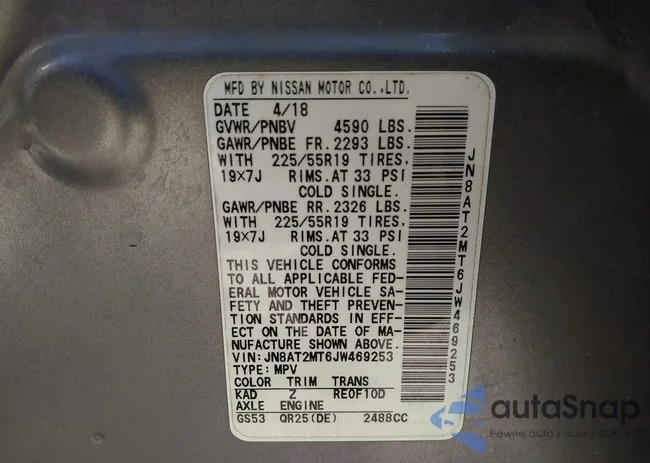 MFD BY NISSAN MOTOR CO.,LTD.
DATE 4/18
GVWR/PNBV 4590 LBS.
GAWR/PNBE FR.2293 LBS.
WITH 225/55R19 TIRES,
19×7J RIMS.AT 33 PSI
COLD SINGLE.
GAWR/PNBE RR.2326 LBS.
WITH 225/55R19 TIRES,
19×7J RIMS.AT 33 PSI
COLD SINGLE.
THIS VEHICLE CONFORMS
TO ALL APPLICABLE FED-
ERAL MOTOR VEHICLE SA-
FETY AND THEFT PREVEN-
TION STANDARDS IN EFF-
ECT ON THE DATE OF MA-
NUFACTURE SHOWN ABOVE.
VIN:JN8AT2MT6JW469253
TYPE:MPV
COLOR TRIM TRANS
KAD Z RE0F10D
AXLE ENGINE
GS53 QR25(DE) 2488CC
JN8AT2MT6JW469253
autaSnap
Pewne auta z aukcji